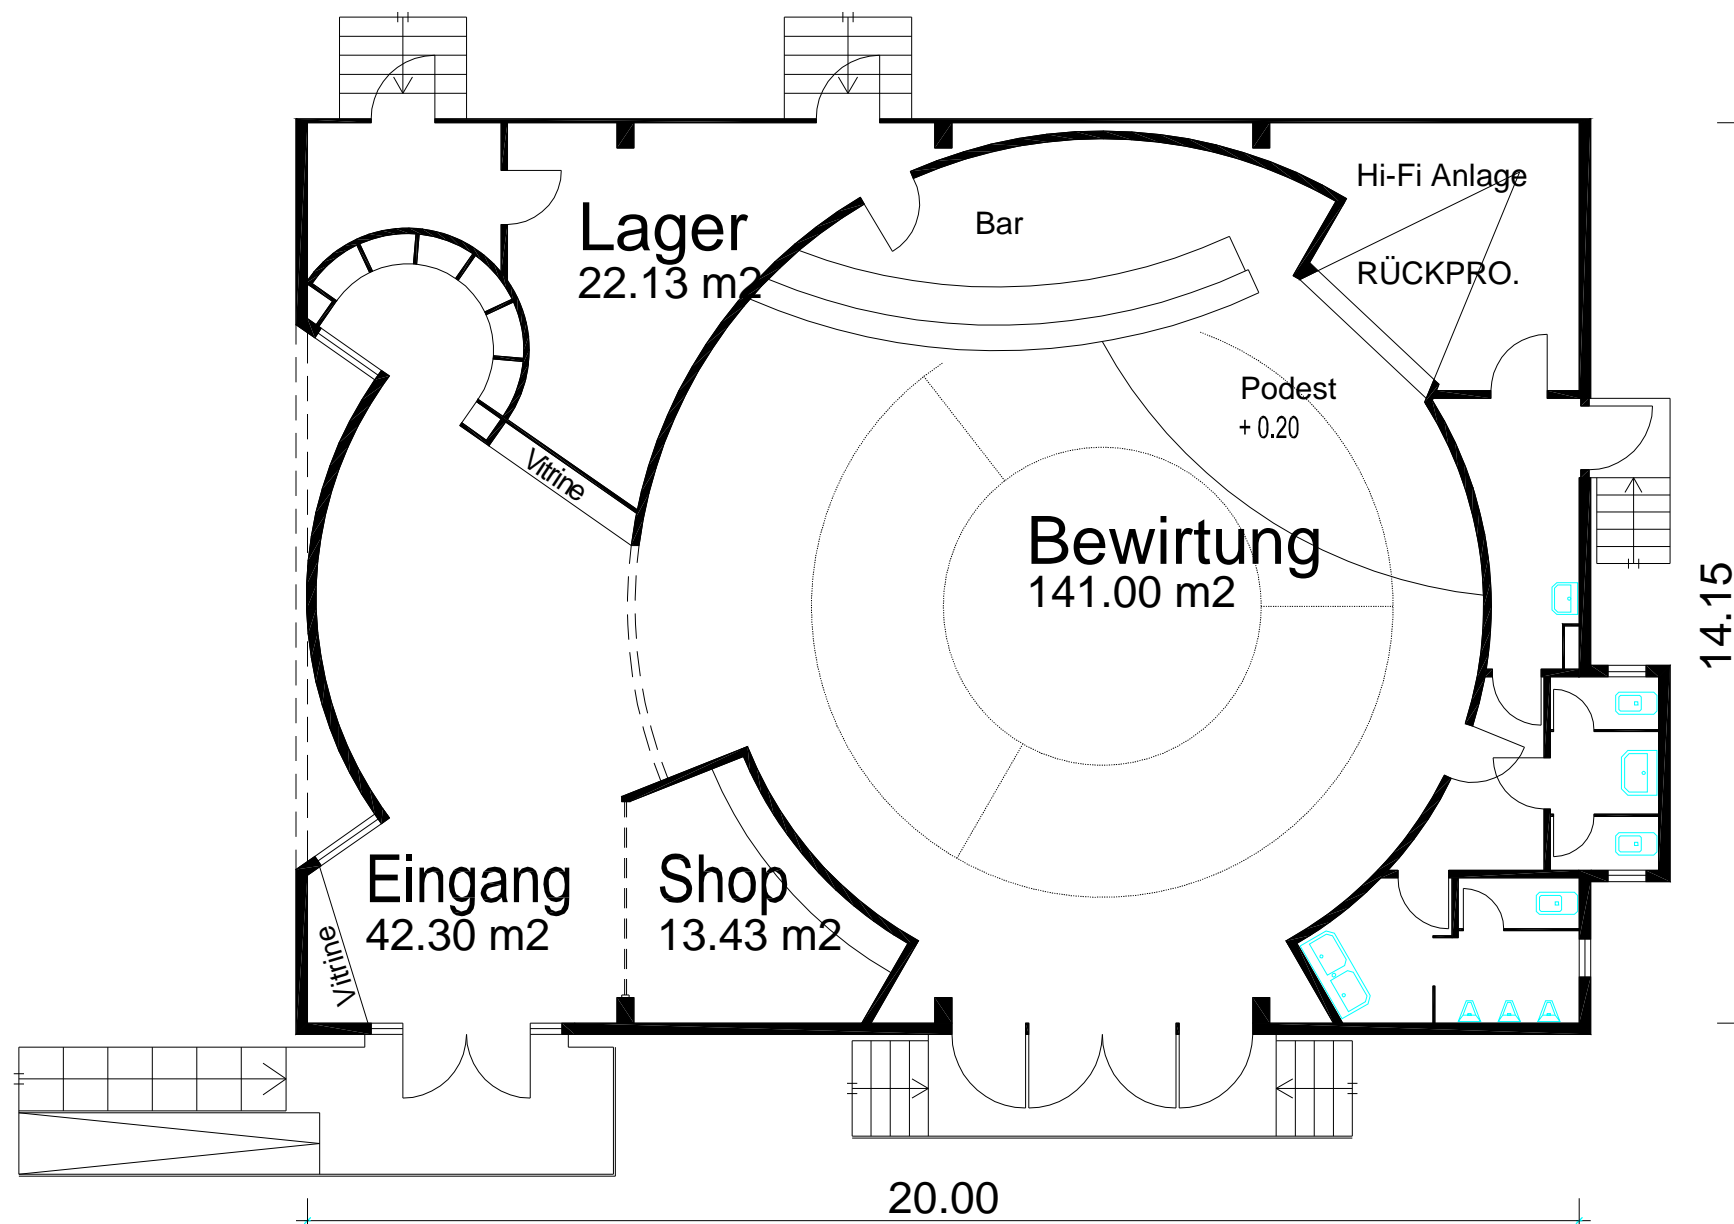 Hi-Fi Anlage
Lager
22.13 m2
Bar
RÜCKPRO.
Podest
+ 0.20
Vitrine
Bewirtung
141.00 m2
14.15
Eingang
42.30 m2
Shop
13.43 m2
Vitrine
20.00